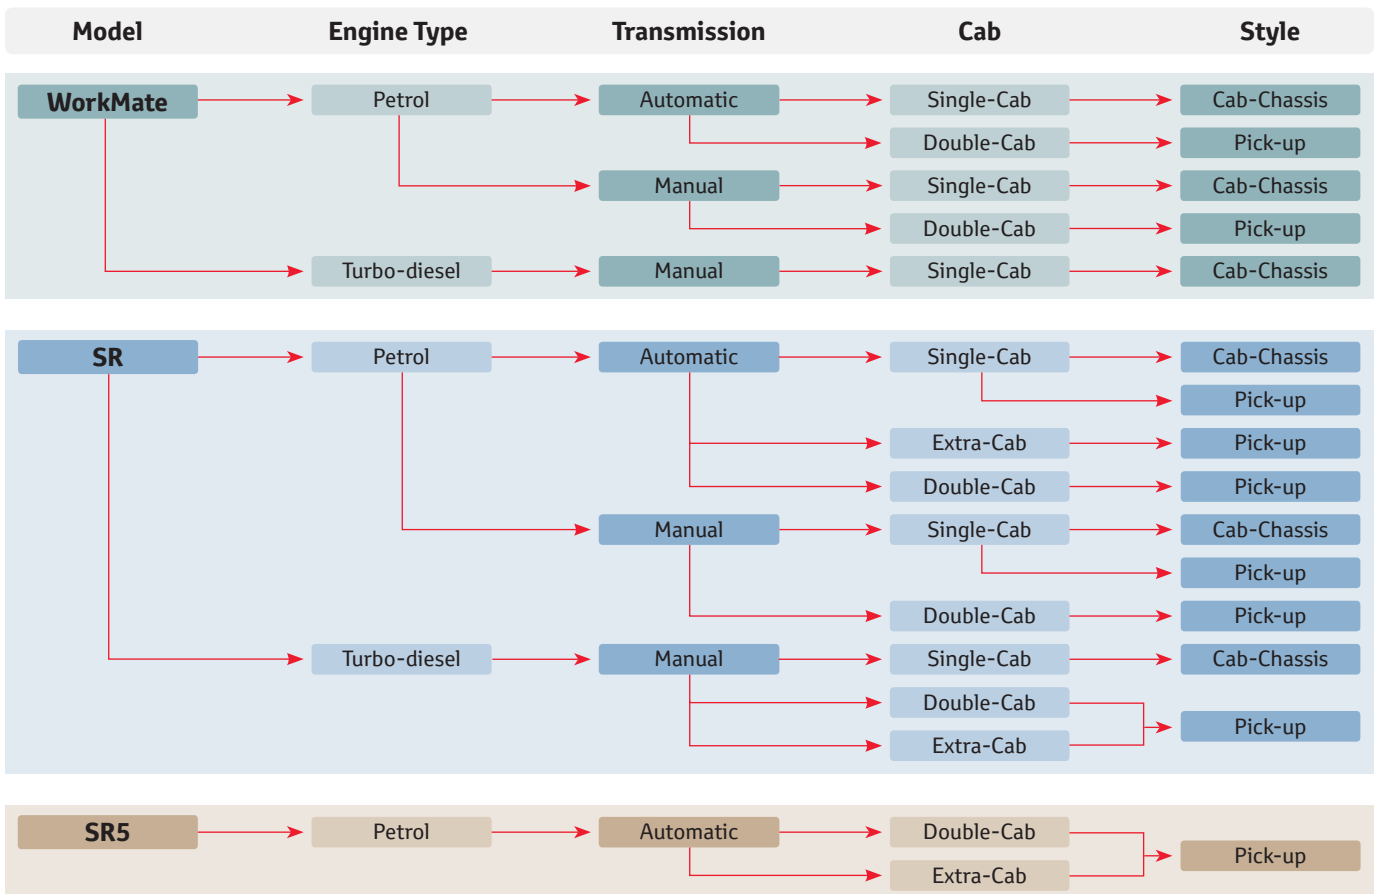 Model Engine Type Transmission Cab Style
WorkMate Petrol Automatic Single-Cab Cab-Chassis
Double-Cab Pick-up
Manual Single-Cab Cab-Chassis
Double-Cab Pick-up
Turbo-diesel Manual Single-Cab Cab-Chassis
SR Petrol Automatic Single-Cab Cab-Chassis
Pick-up
Extra-Cab Pick-up
Double-Cab Pick-up
Manual Single-Cab Cab-Chassis
Pick-up
Double-Cab Pick-up
Turbo-diesel Manual Single-Cab Cab-Chassis
Double-Cab
Pick-up
Extra-Cab
SR5 Petrol Automatic Double-Cab
Pick-up
Extra-Cab